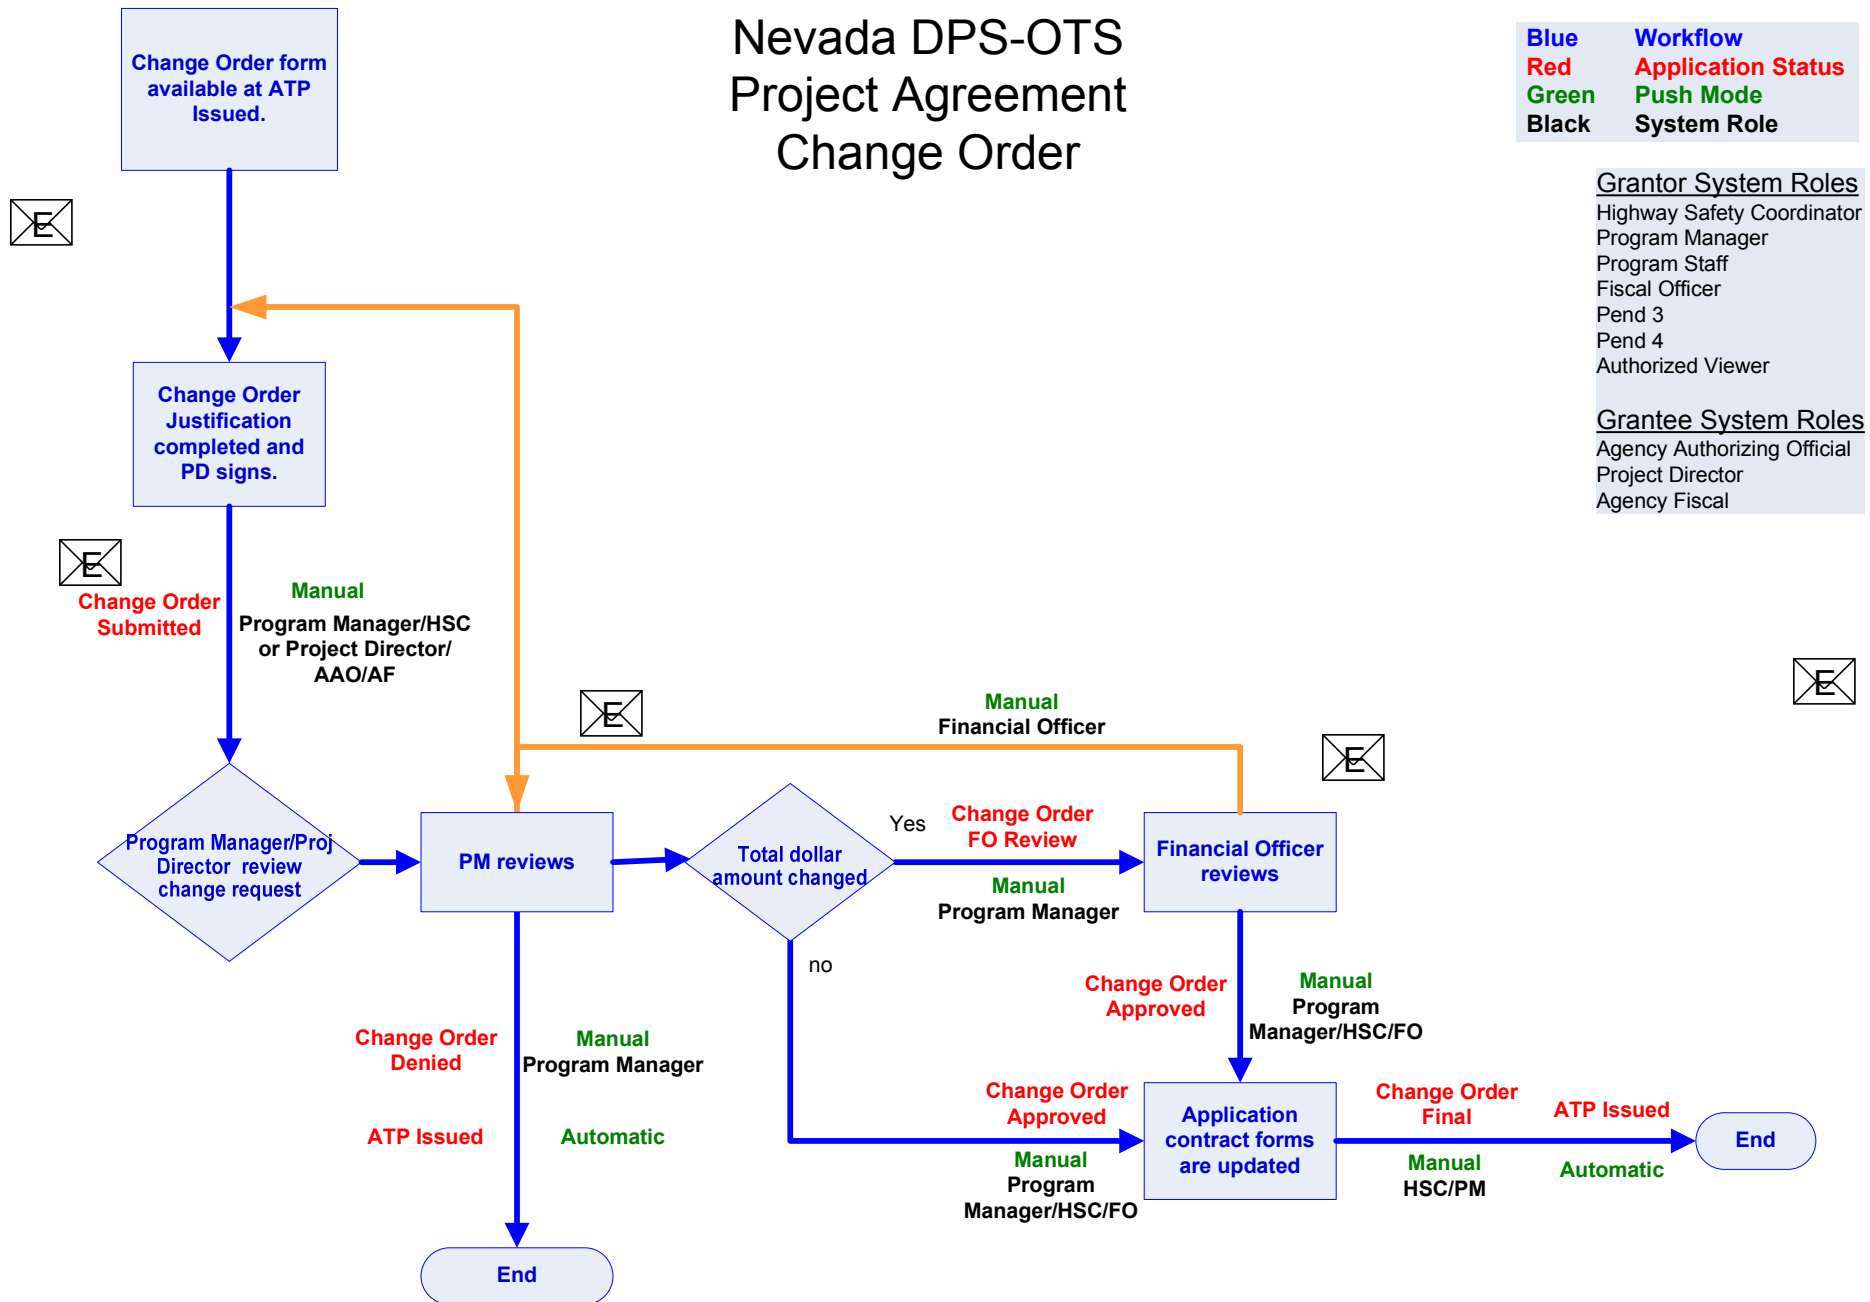 Nevada DPS-OTS
Project Agreement
Change Order
Blue Workflow
Red Application Status
Green Push Mode
Black System Role
Grantor System Roles
Highway Safety Coordinator
Program Manager
Program Staff
Fiscal Officer
Pend 3
Pend 4
Authorized Viewer
Grantee System Roles
Agency Authorizing Official
Project Director
Agency Fiscal
Change Order form
available at ATP
Issued.
E
Change Order
Justification
completed and
PD signs.
E
Change Order
Submitted
Manual
Program Manager/HSC
or Project Director/
AAO/AF
E
Manual
Financial Officer
E
E
Program Manager/Proj
Director review
change request
PM reviews
Total dollar
amount changed
Yes
Change Order
FO Review
Manual
Program Manager
Financial Officer
reviews
no
Change Order
Approved
Manual
Program
Manager/HSC/FO
Change Order
Denied
Manual
Program Manager
ATP Issued
Automatic
Change Order
Approved
Manual
Program
Manager/HSC/FO
Application
contract forms
are updated
Change Order
Final
ATP Issued
Manual
HSC/PM
Automatic
End
End